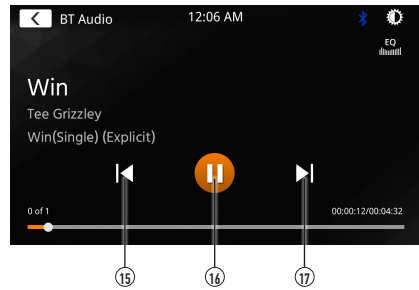 BT Audio
12:06 AM
EQ
Win
Tee Grizzley
Win(Single) (Explicit)
0 of 1
00:00:12/00:04:32
15
16
17